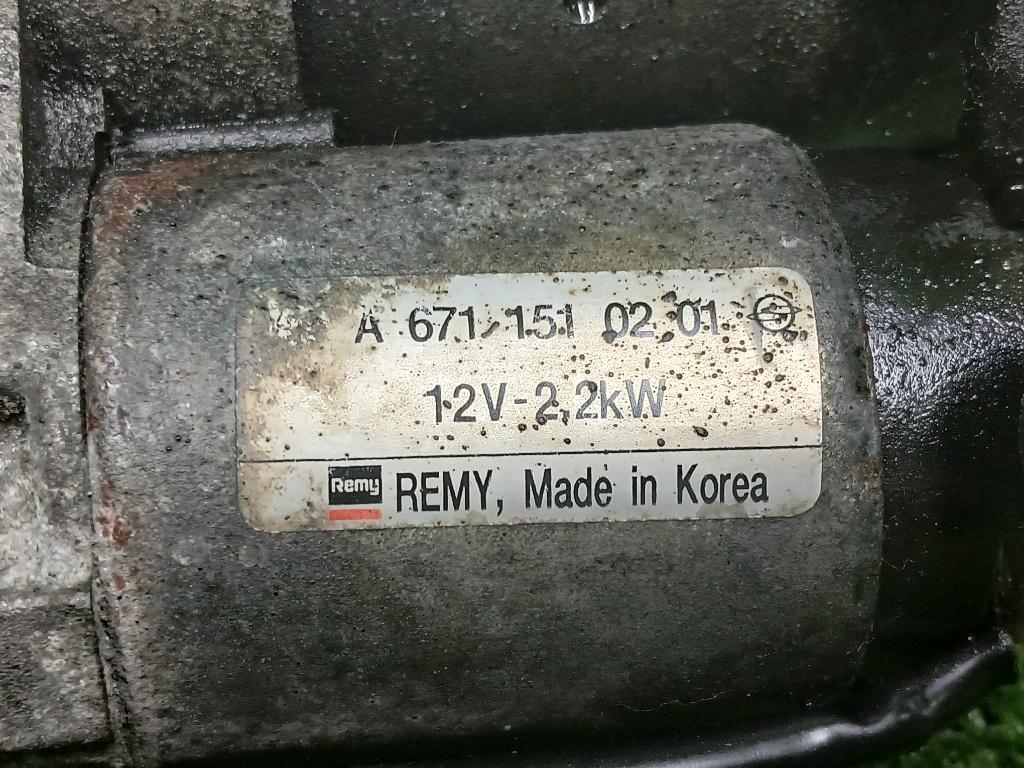 A 671 151 02 01
12V-2.2kW
Remy REMY, Made in Korea